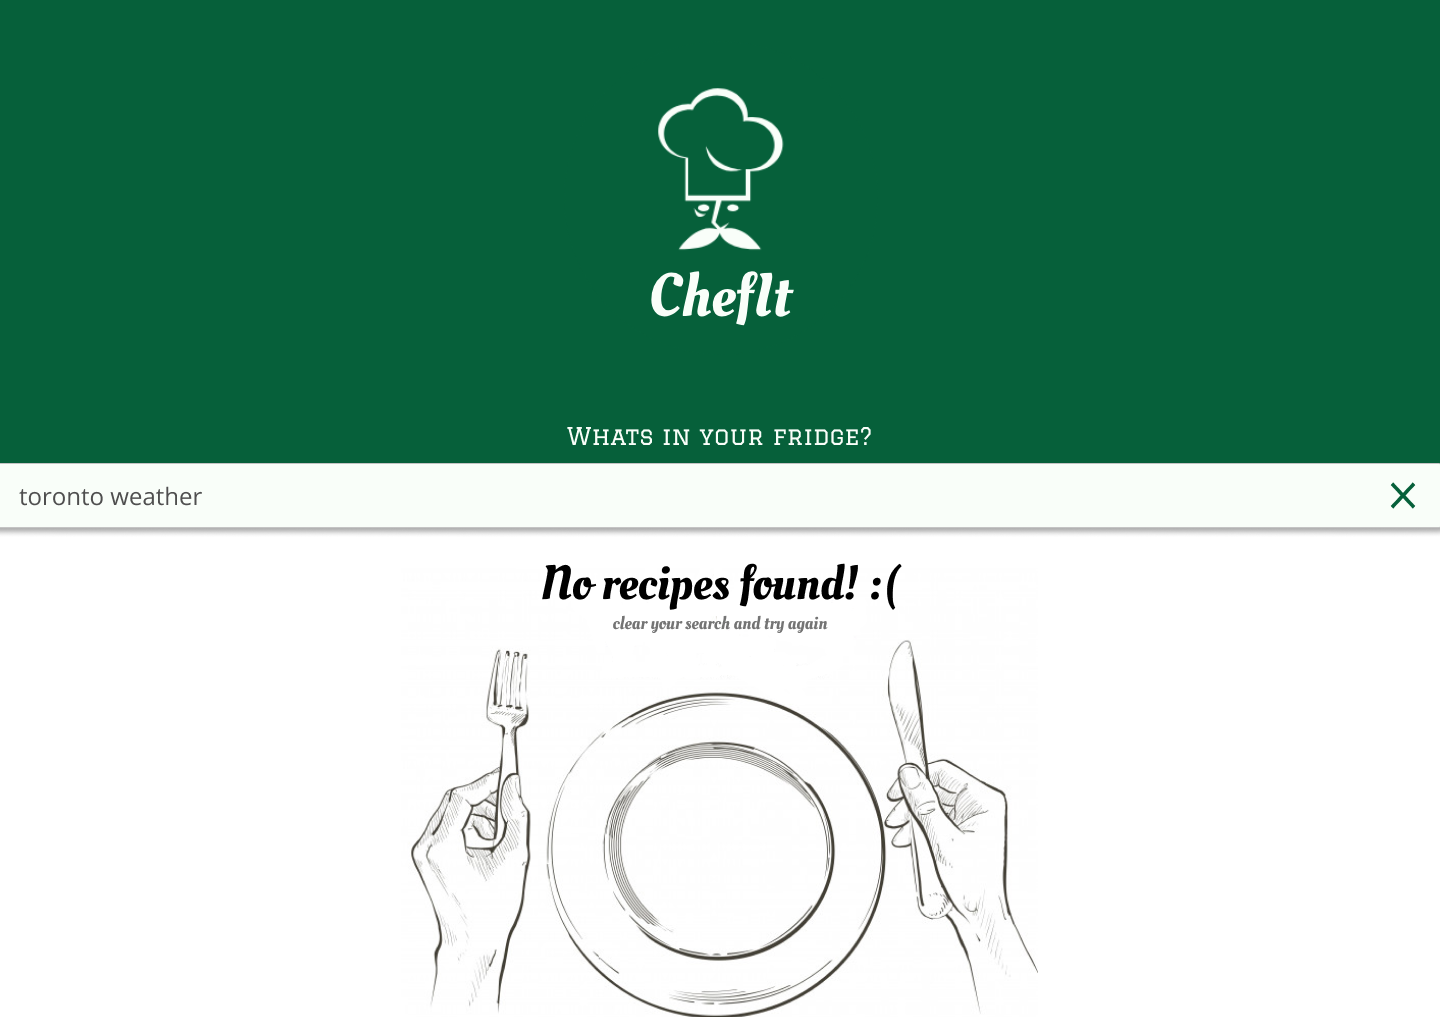 ChefIt
Whats in your fridge?
toronto weather
No recipes found! :(
clear your search and try again